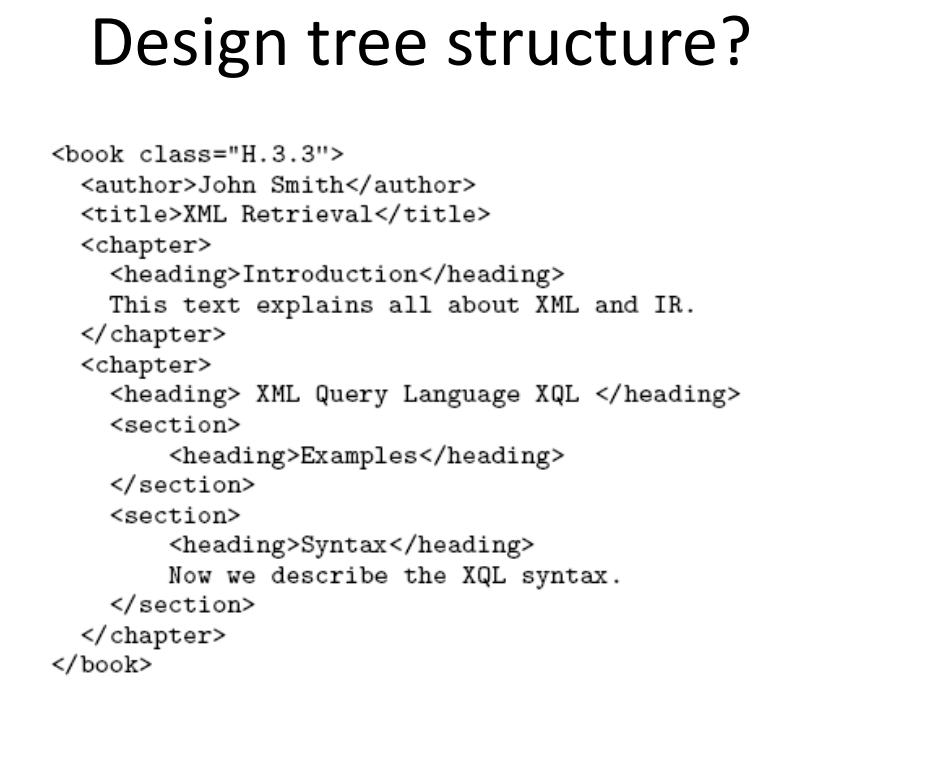 Design tree structure?
<book class="H.3.3">
<author>John Smith</author>
<title>XML Retrieval</title>
<chapter>
<heading>Introduction</heading>
This text explains all about XML and IR.
</chapter>
<chapter>
<heading> XML Query Language XQL </heading>
<section>
<heading>Examples</heading>
</section>
<section>
<heading>Syntax</heading>
Now we describe the XQL syntax.
</section>
</chapter>
</book>